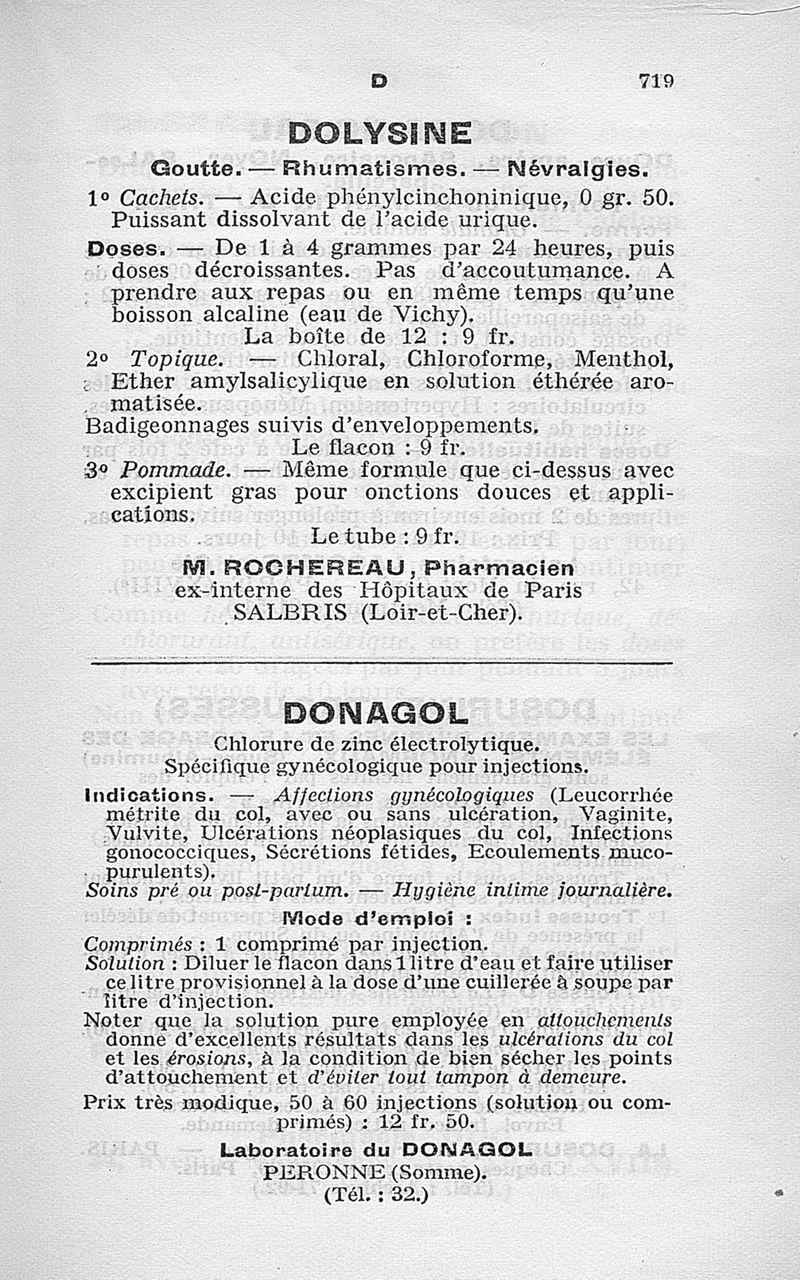 D 719
DOLYSINE
Goutte. — Rhumatismes. — Névralgies.
1º Cachets. — Acide phénylcinchoninique, 0 gr. 50.
Puissant dissolvant de l'acide urique.
Doses. — De 1 à 4 grammes par 24 heures, puis
doses décroissantes. Pas d'accoutumance. A
prendre aux repas ou en même temps qu'une
boisson alcaline (eau de Vichy).
La boîte de 12 : 9 fr.
2º Topique. — Chloral, Chloroforme, Menthol,
Ether amylsalicylique en solution éthérée aro-
matisée.
Badigeonnages suivis d'enveloppements.
Le flacon : 9 fr.
3º Pommade. — Même formule que ci-dessus avec
excipient gras pour onctions douces et appli-
cations.
Le tube : 9 fr.
M. ROCHEREAU, Pharmacien
ex-interne des Hôpitaux de Paris
SALBRIS (Loir-et-Cher).
DONAGOL
Chlorure de zinc électrolytique.
Spécifique gynécologique pour injections.
Indications. — Affections gynécologiques (Leucorrhée
métrite du col, avec ou sans ulcération, Vaginite,
Vulvite, Ulcérations néoplasiques du col, Infections
gonococciques, Sécrétions fétides, Ecoulements muco-
purulents).
Soins pré ou post-partum. — Hygiène intime journalière.
Mode d'emploi :
Comprimés : 1 comprimé par injection.
Solution : Diluer le flacon dans 1 litre d'eau et faire utiliser
ce litre provisionnel à la dose d'une cuillerée à soupe par
litre d'injection.
Noter que la solution pure employée en attouchements
donne d'excellents résultats dans les ulcérations du col
et les érosions, à la condition de bien sécher les points
d'attouchement et d'éviter tout tampon à demeure.
Prix très modique, 50 à 60 injections (solution ou com-
primés) : 12 fr. 50.
Laboratoire du DONAGOL
PERONNE (Somme).
(Tél. : 32.)